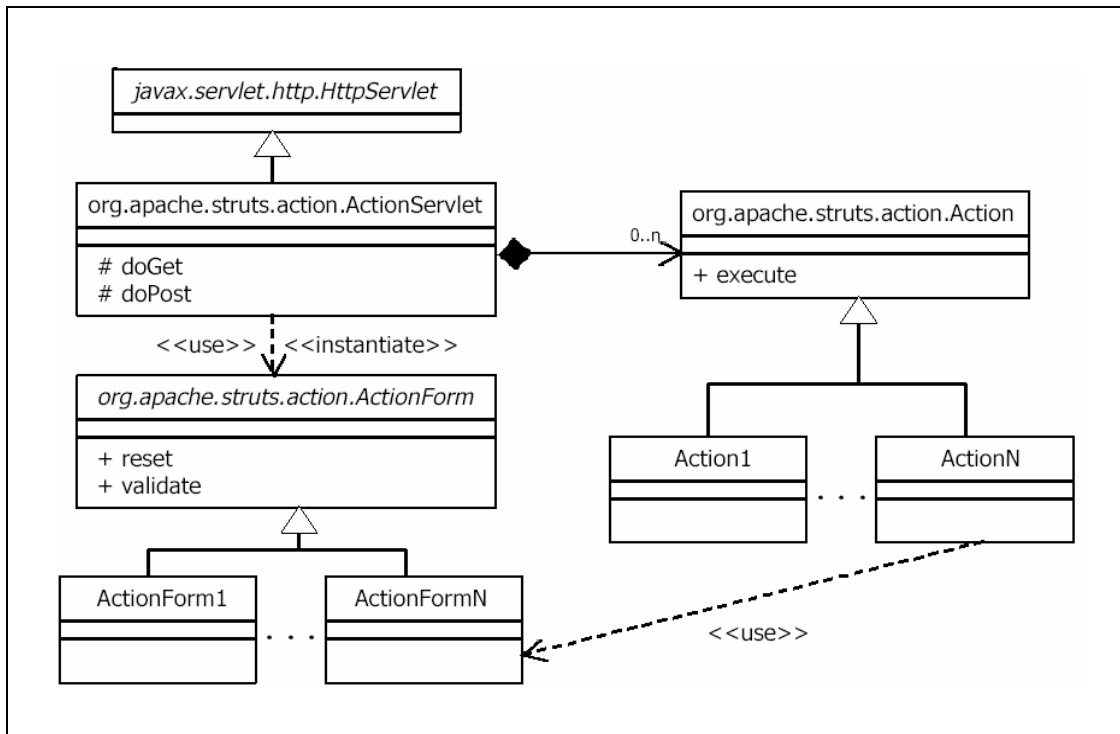 javax.servlet.http.HttpServlet
org.apache.struts.action.ActionServlet
# doGet
# doPost
0..n
org.apache.struts.action.Action
+ execute
<<use>> <<instantiate>>
org.apache.struts.action.ActionForm
+ reset
+ validate
Action1
. . .
ActionN
ActionForm1
. . .
ActionFormN
<<use>>